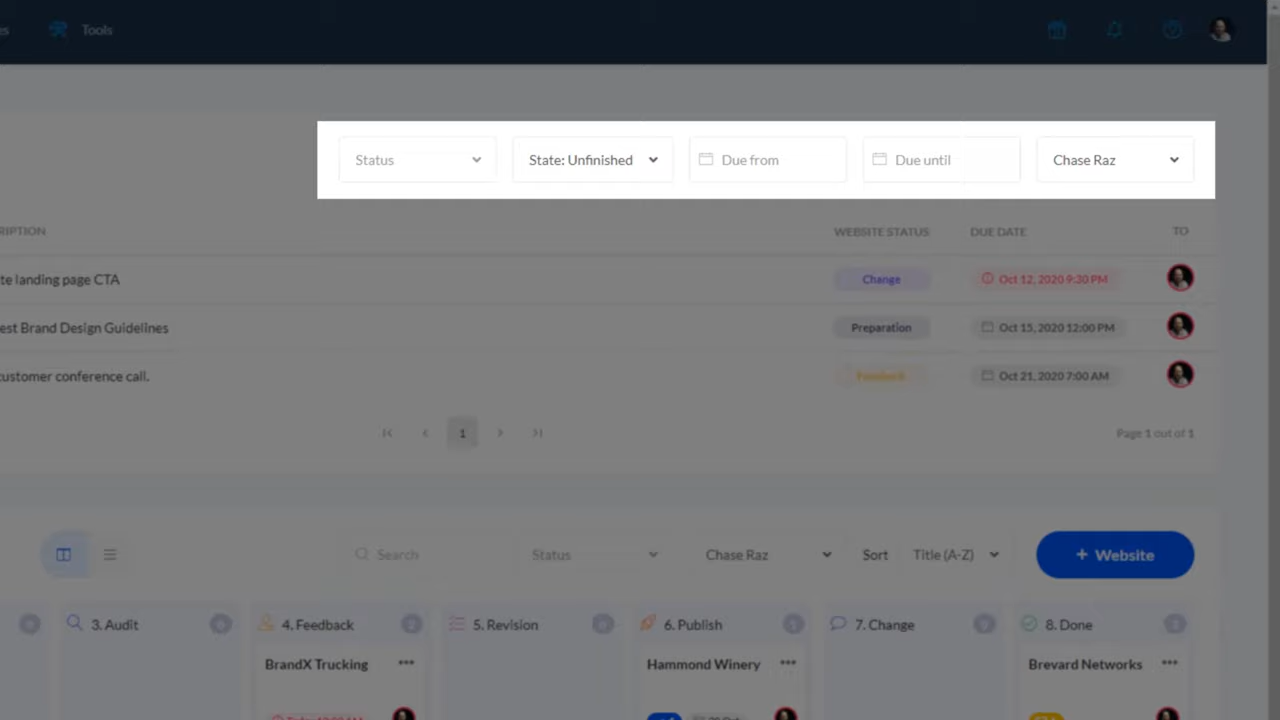 es Tools
Status State: Unfinished Due from Due until Chase Raz
RIPTION WEBSITE STATUS DUE DATE TO
te landing page CTA Change Oct 12, 2020 9:30 PM
est Brand Design Guidelines Preparation Oct 15, 2020 12:00 PM
customer conference call. Feedback Oct 21, 2020 7:00 AM
1 Page 1 out of 1
Search Status Chase Raz Sort Title (A-Z) + Website
3. Audit 4. Feedback 5. Revision 6. Publish 7. Change 8. Done
BrandX Trucking Hammond Winery Brevard Networks